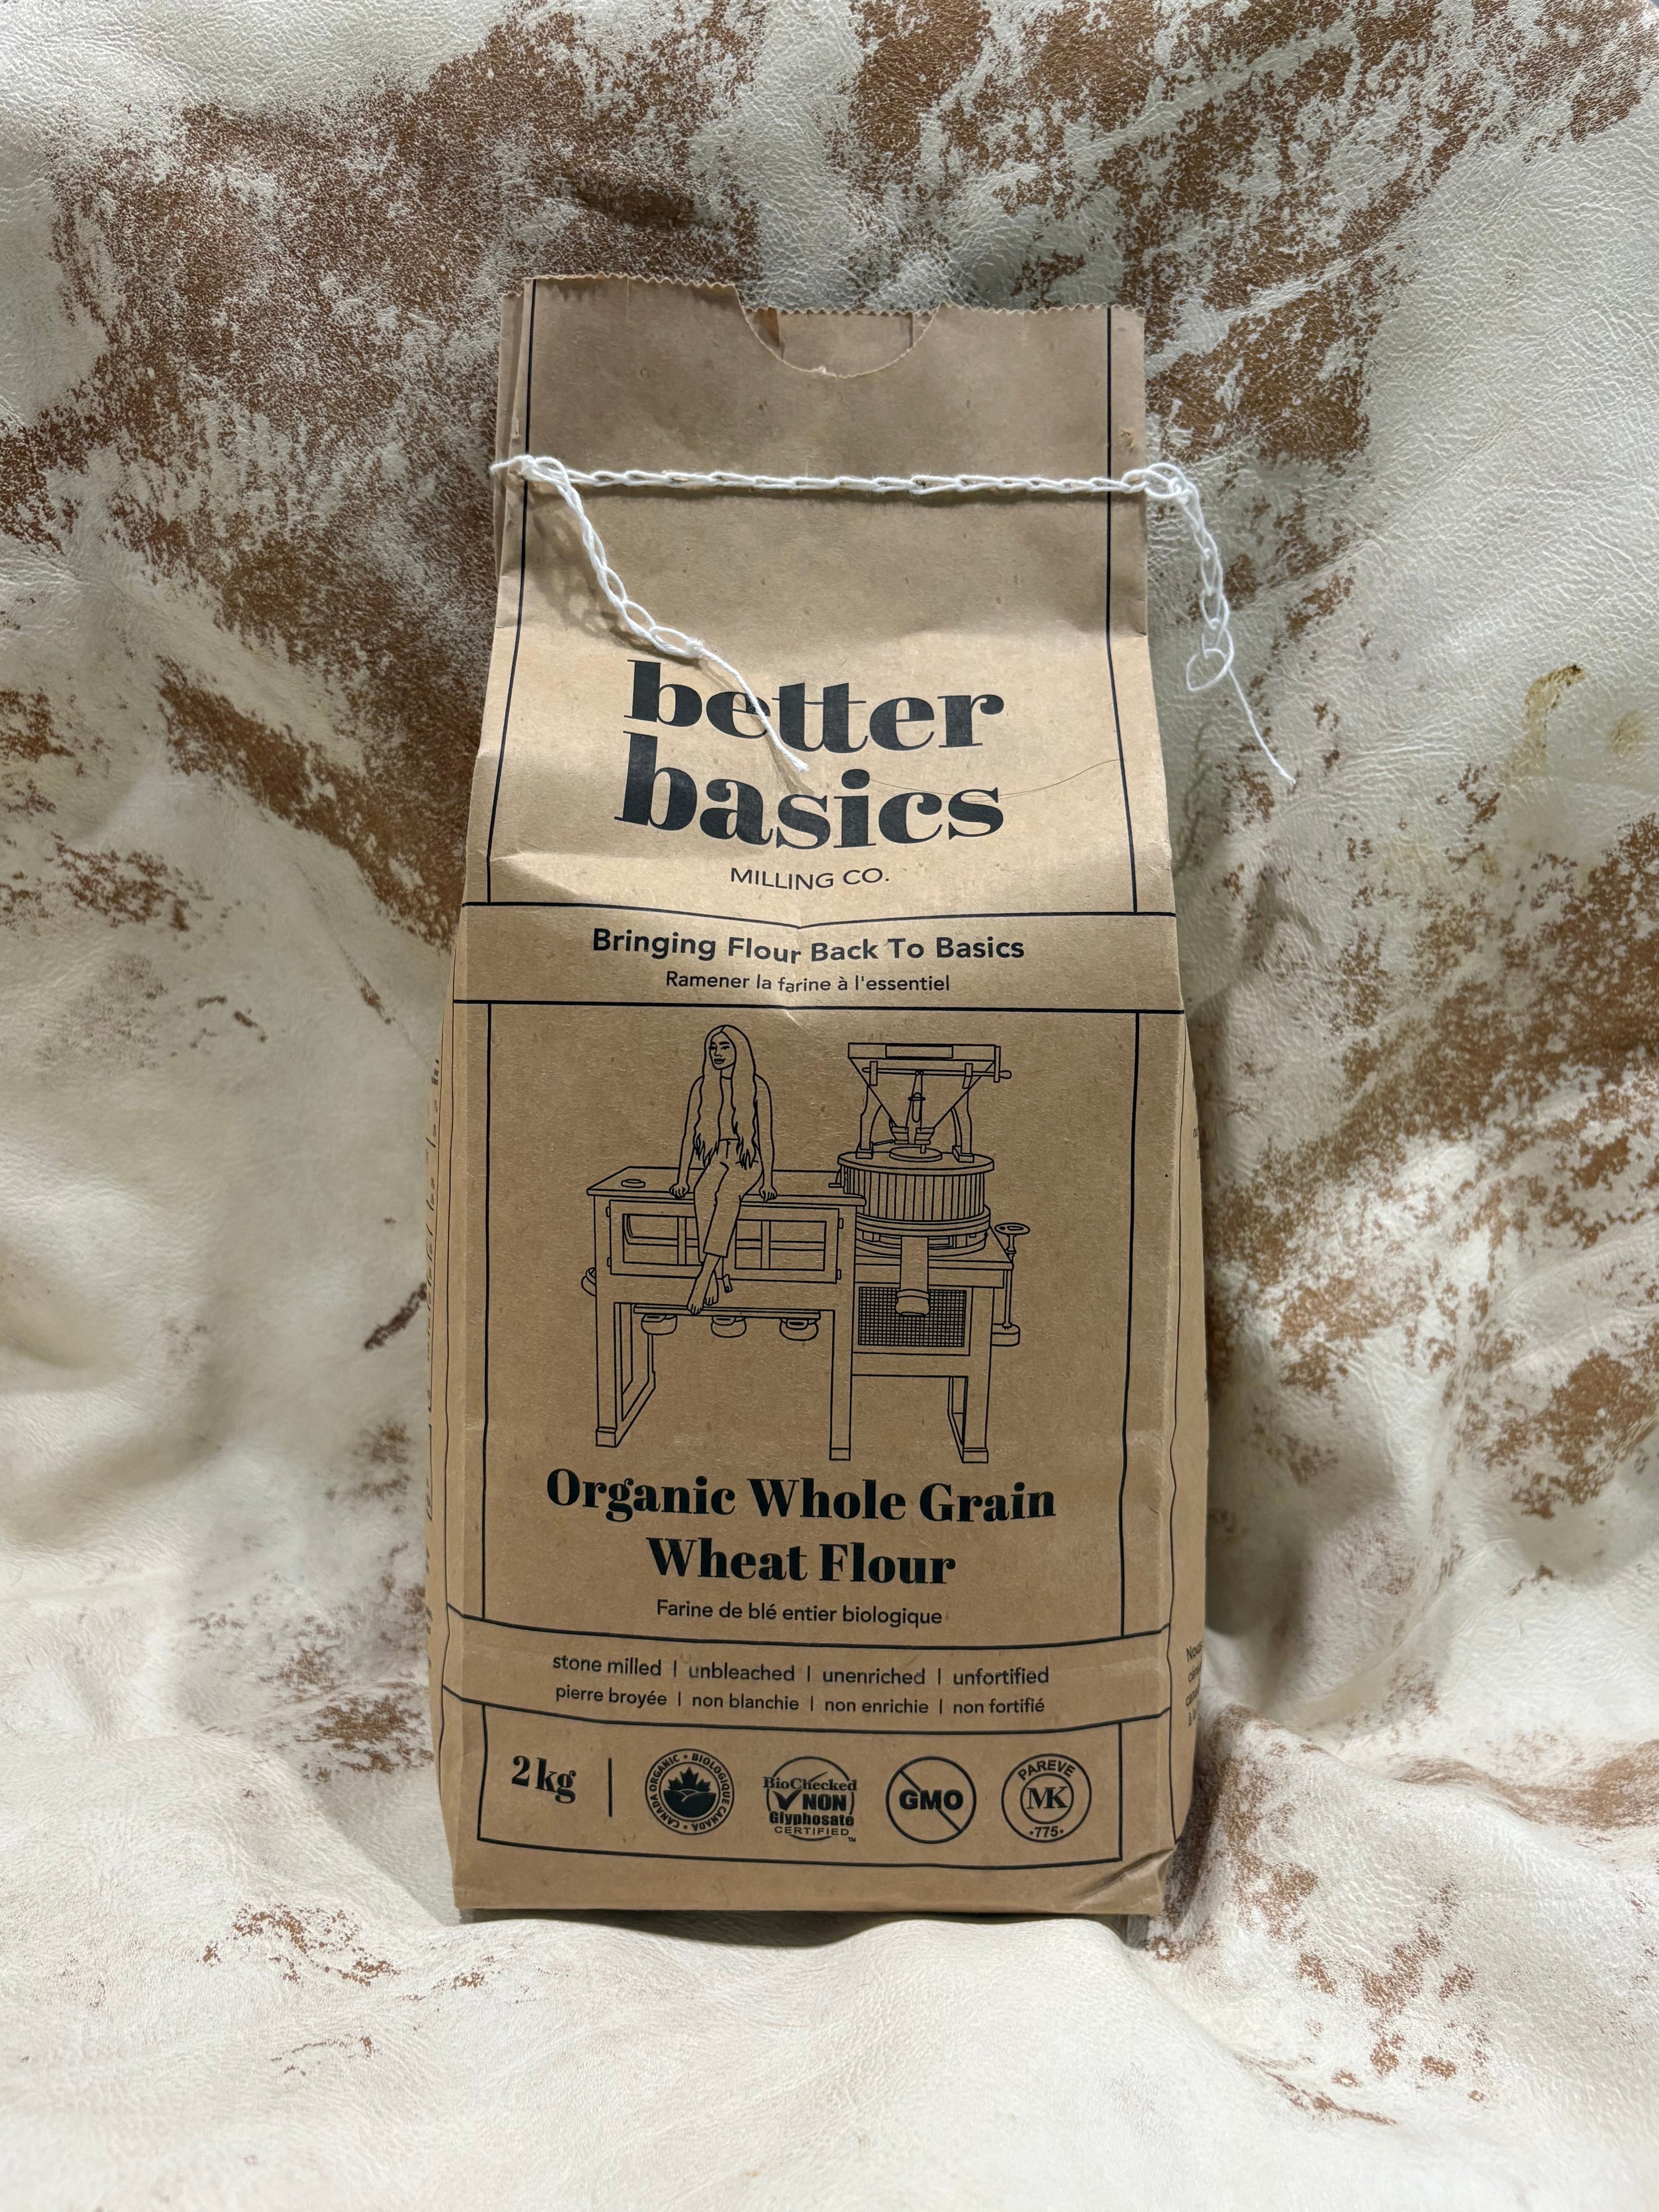 better
basics
MILLING CO.
Bringing Flour Back To Basics
Ramener la farine à l'essentiel
Organic Whole Grain
Wheat Flour
Farine de blé entier biologique
stone milled | unbleached | unenriched | unfortified
pierre broyée | non blanchie | non enrichie | non fortifié
2kg
CANADA ORGANIC • BIOLOGIQUE CANADA •
BioChecked
NON
Glyphosate
CERTIFIED™
GMO
PAREVE
MK
•775•